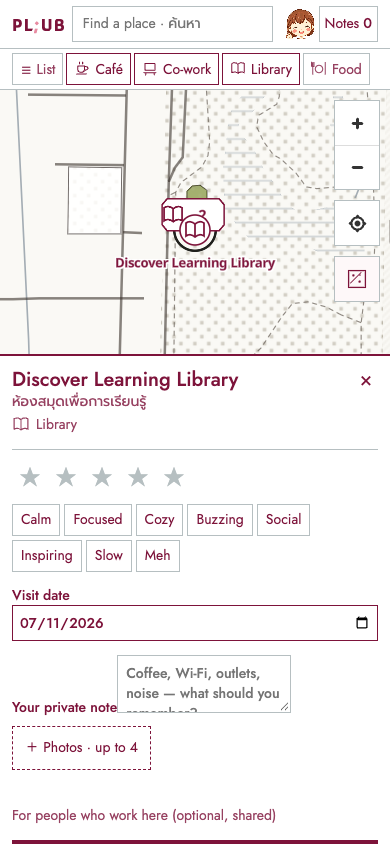 PL;UB
Find a place · ค้นหา
Notes 0
List
Café
Co-work
Library
Food
2
Discover Learning Library
Discover Learning Library
ห้องสมุดเพื่อการเรียนรู้
Library
Calm
Focused
Cozy
Buzzing
Social
Inspiring
Slow
Meh
Visit date
07/11/2026
Coffee, Wi-Fi, outlets,
noise — what should you
remember?
Your private note
+ Photos · up to 4
For people who work here (optional, shared)